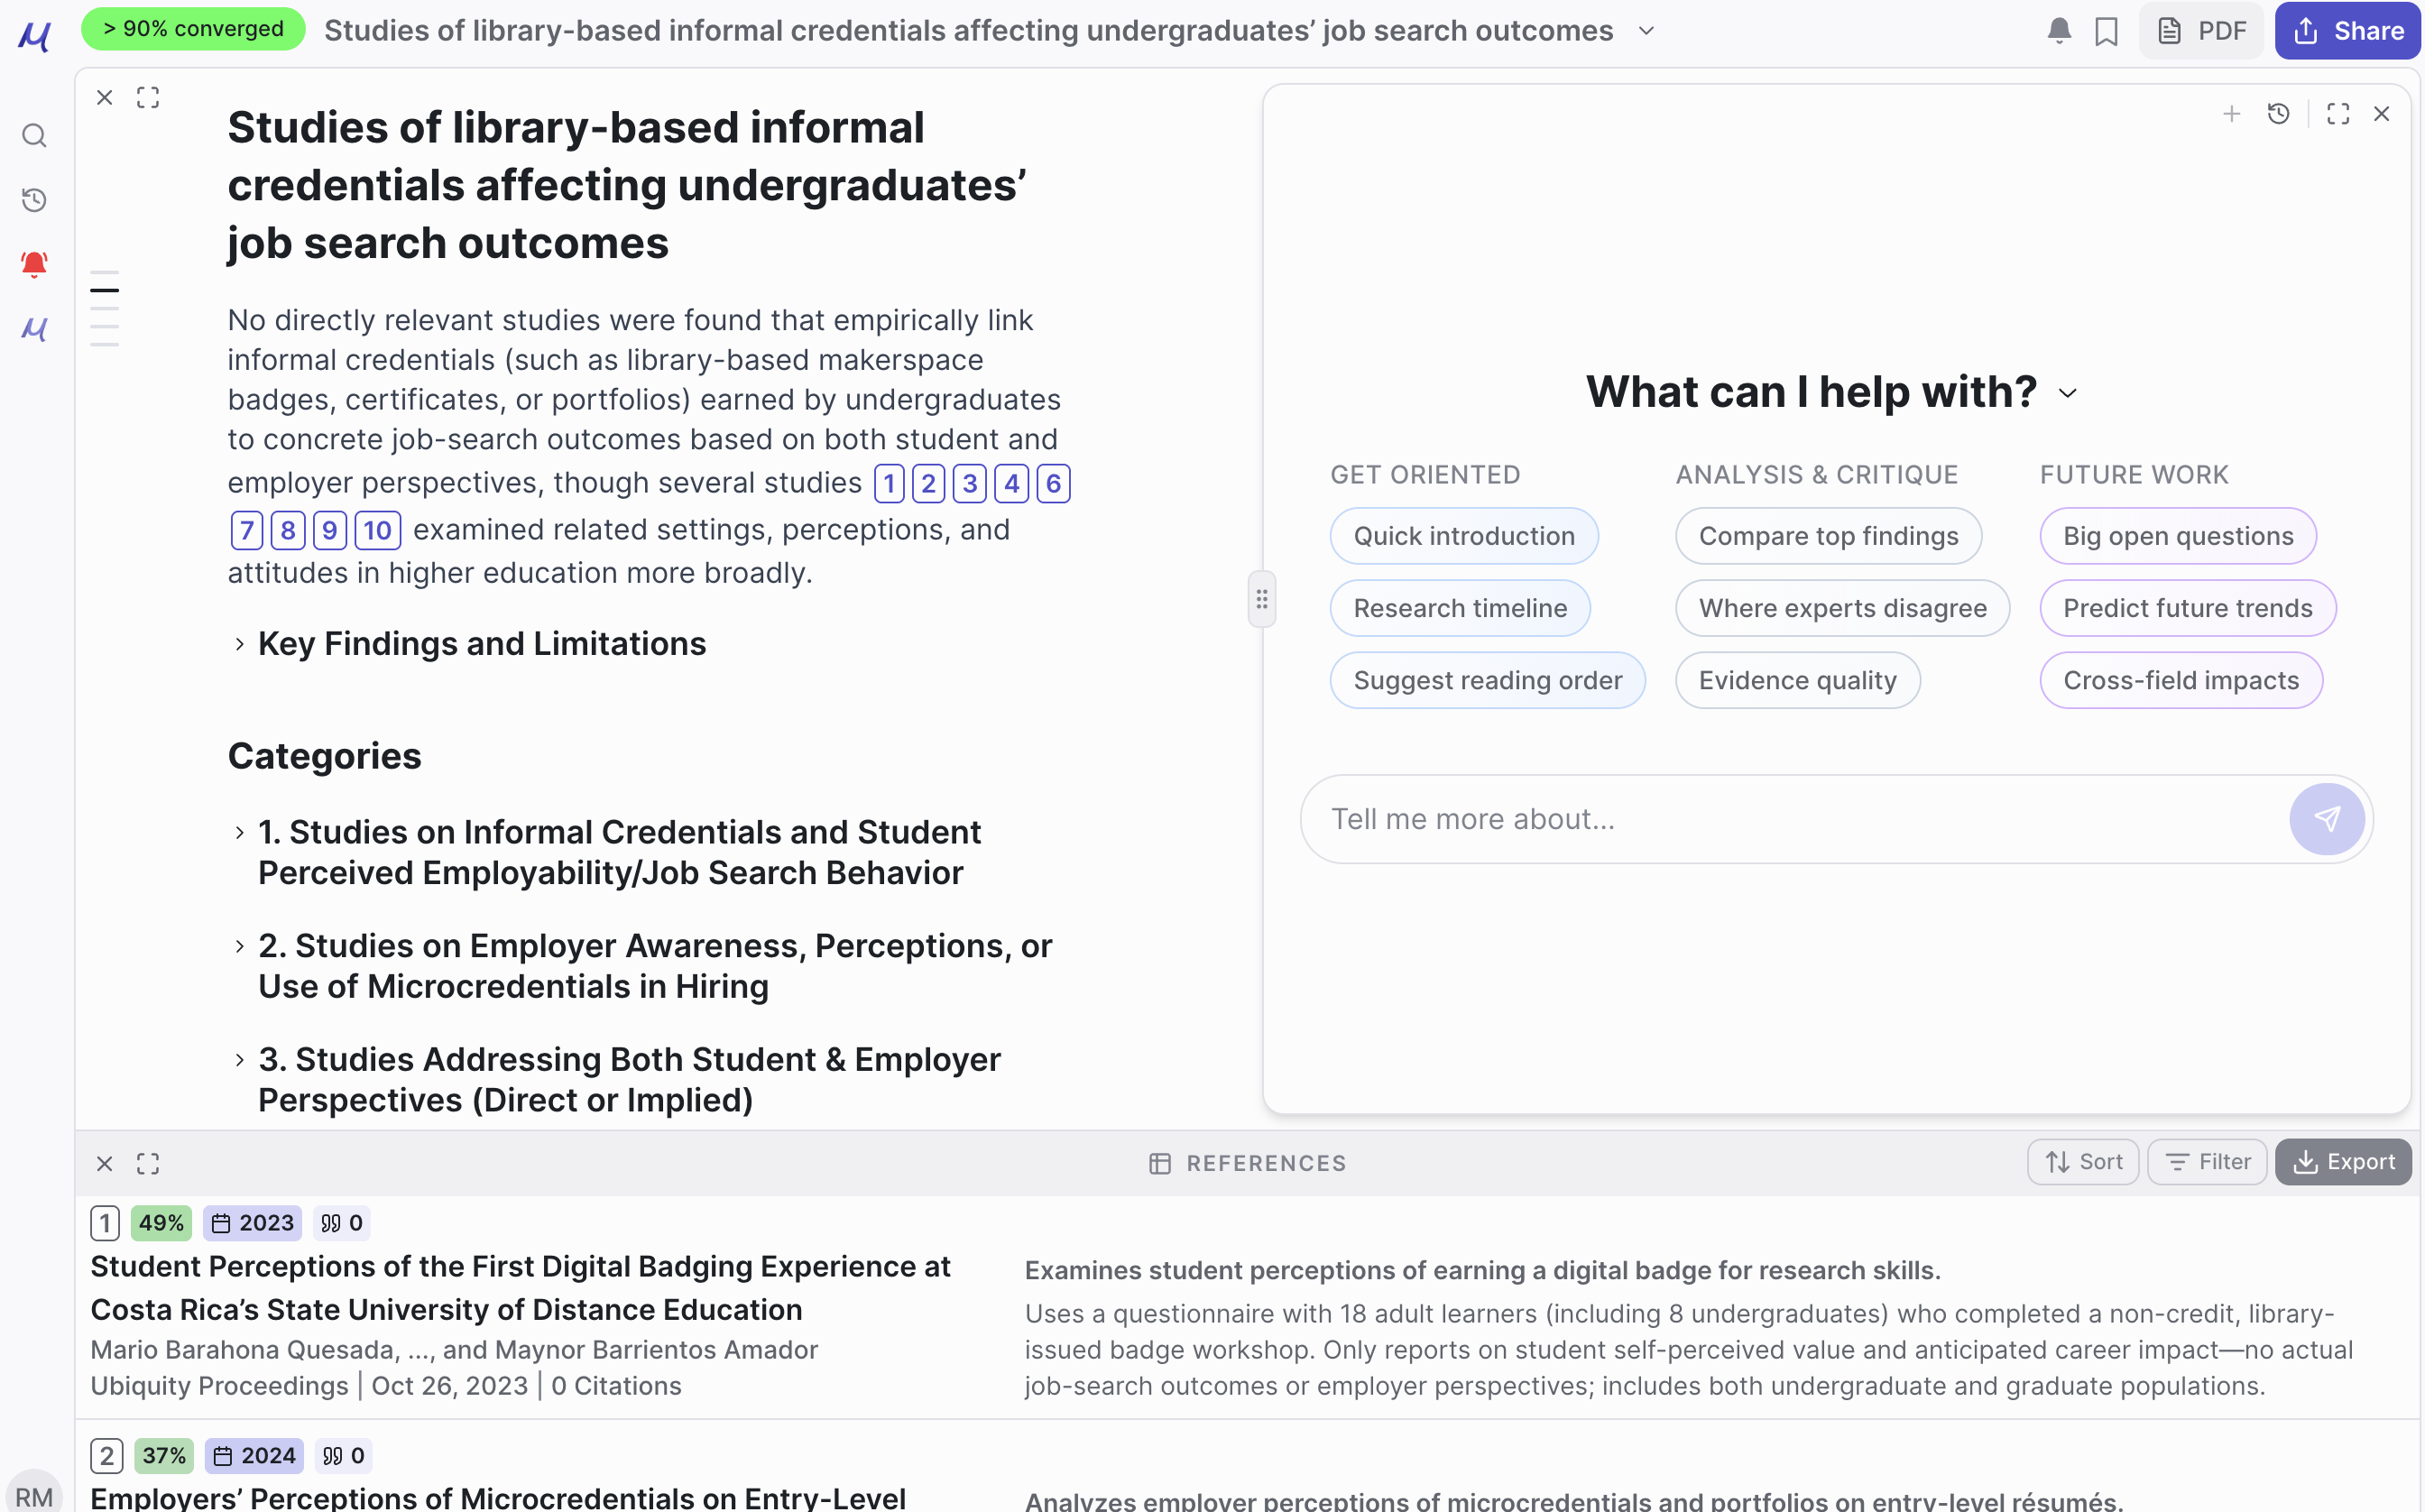 > 90% converged
Studies of library-based informal credentials affecting undergraduates’ job search outcomes
PDF
Share
Studies of library-based informal
credentials affecting undergraduates’
job search outcomes
No directly relevant studies were found that empirically link
informal credentials (such as library-based makerspace
badges, certificates, or portfolios) earned by undergraduates
to concrete job-search outcomes based on both student and
employer perspectives, though several studies 1 2 3 4 6
7 8 9 10 examined related settings, perceptions, and
attitudes in higher education more broadly.
Key Findings and Limitations
Categories
1. Studies on Informal Credentials and Student
Perceived Employability/Job Search Behavior
2. Studies on Employer Awareness, Perceptions, or
Use of Microcredentials in Hiring
3. Studies Addressing Both Student & Employer
Perspectives (Direct or Implied)
What can I help with?
GET ORIENTED
Quick introduction
Research timeline
Suggest reading order
ANALYSIS & CRITIQUE
Compare top findings
Where experts disagree
Evidence quality
FUTURE WORK
Big open questions
Predict future trends
Cross-field impacts
Tell me more about...
REFERENCES
Sort
Filter
Export
1 49% 2023 0
Student Perceptions of the First Digital Badging Experience at
Costa Rica’s State University of Distance Education
Mario Barahona Quesada, ..., and Maynor Barrientos Amador
Ubiquity Proceedings | Oct 26, 2023 | 0 Citations
Examines student perceptions of earning a digital badge for research skills.
Uses a questionnaire with 18 adult learners (including 8 undergraduates) who completed a non-credit, library-
issued badge workshop. Only reports on student self-perceived value and anticipated career impact—no actual
job-search outcomes or employer perspectives; includes both undergraduate and graduate populations.
2 37% 2024 0
Employers’ Perceptions of Microcredentials on Entry-Level
Analyzes employer perceptions of microcredentials and portfolios on entry-level résumés.
RM